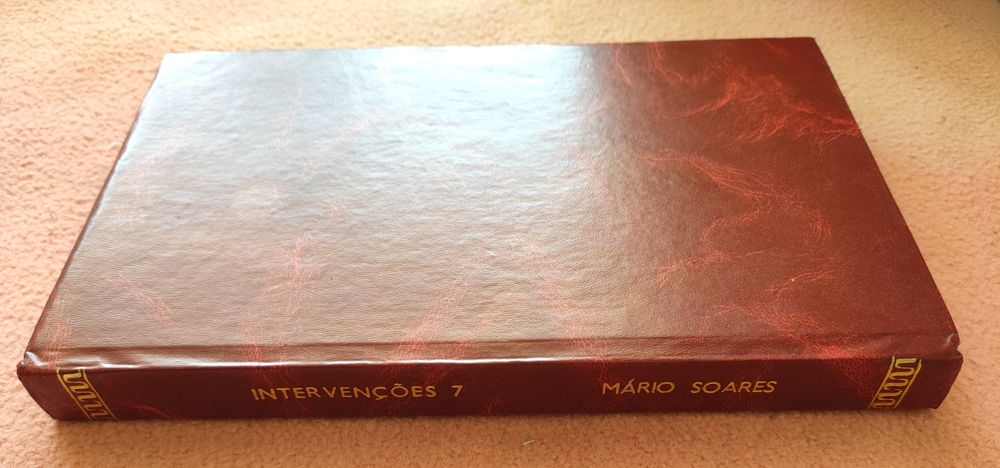 INTERVENÇÕES 7 MÁRIO SOARES